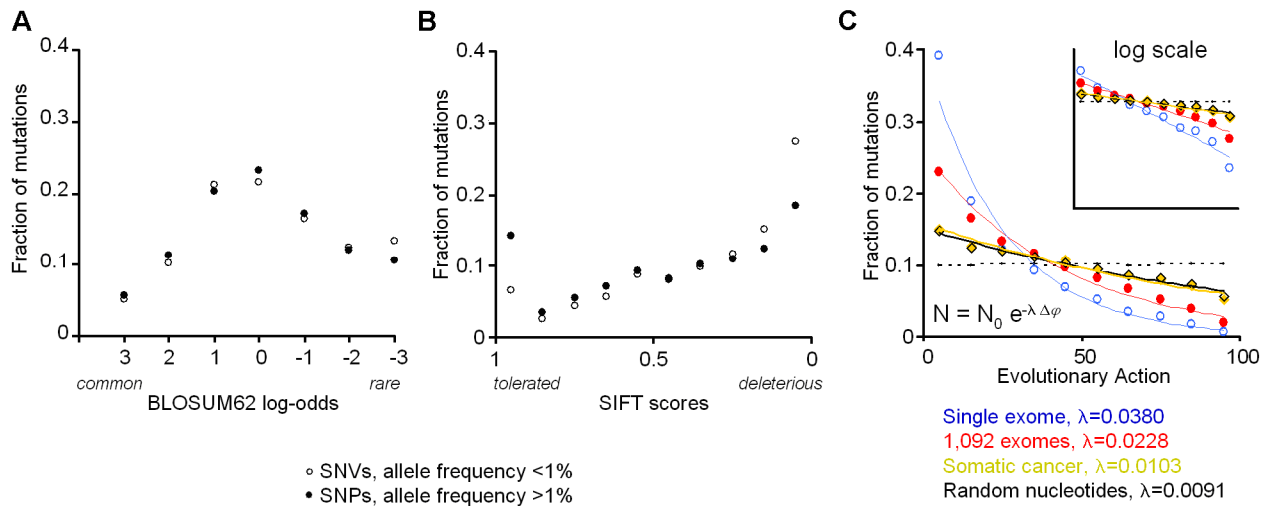 A
Fraction of mutations
0.4
0.3
0.2
0.1
0
3 2 1 0 -1 -2 -3
common rare
BLOSUM62 log-odds
B
Fraction of mutations
0.4
0.3
0.2
0.1
0
1 0.5 0
tolerated deleterious
SIFT scores
SNVs, allele frequency <1%
SNPs, allele frequency >1%
C
Fraction of mutations
0.4
0.3
0.2
0.1
0
log scale
N = N₀ e^-λ Δφ
0 50 100
Evolutionary Action
Single exome, λ=0.0380
1,092 exomes, λ=0.0228
Somatic cancer, λ=0.0103
Random nucleotides, λ=0.0091